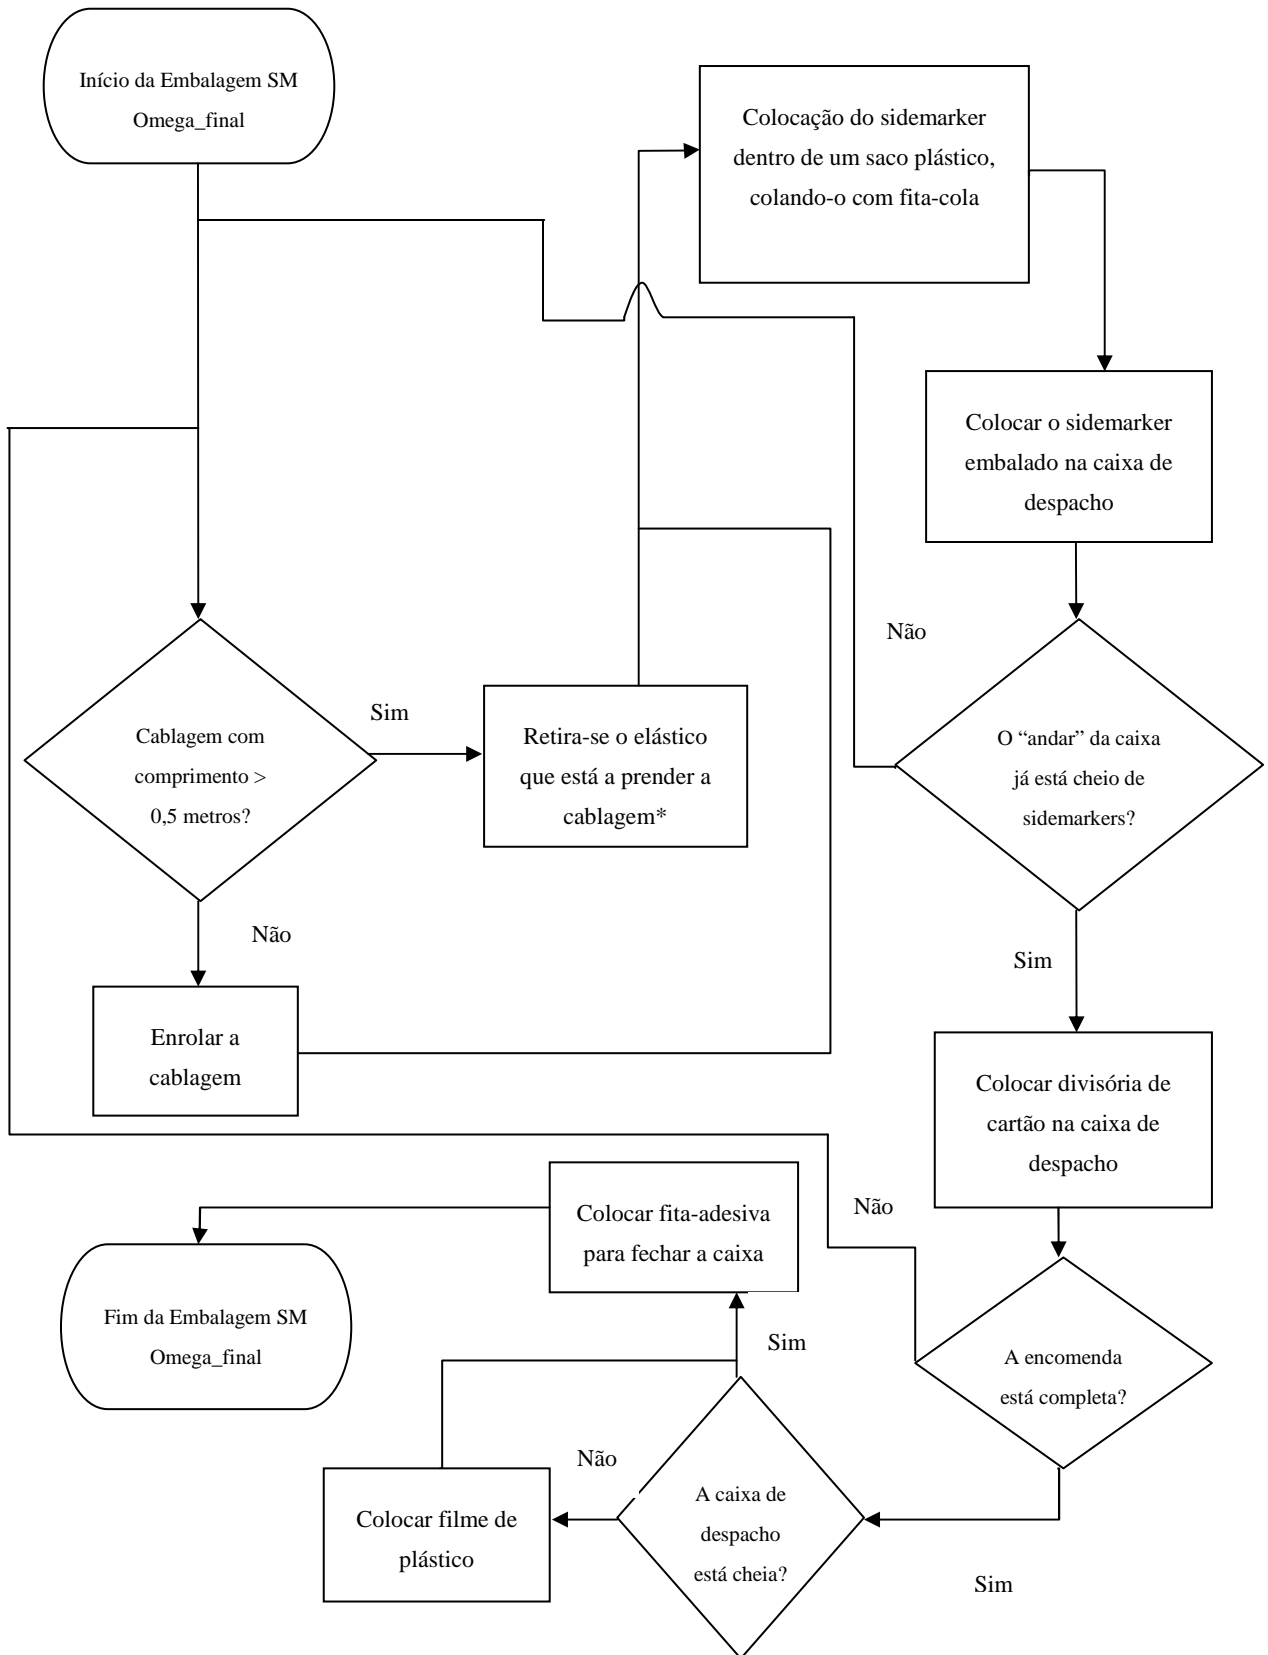 Início da Embalagem SM
Omega_final
Colocação do sidemarker
dentro de um saco plástico,
colando-o com fita-cola
Colocar o sidemarker
embalado na caixa de
despacho
Não
Sim
Cablagem com
comprimento >
0,5 metros?
Retira-se o elástico
que está a prender a
cablagem*
O “andar” da caixa
já está cheio de
sidemarkers?
Não
Sim
Enrolar a
cablagem
Colocar divisória de
cartão na caixa de
despacho
Não
Colocar fita-adesiva
para fechar a caixa
Fim da Embalagem SM
Omega_final
Sim
A encomenda
está completa?
Não
Colocar filme de
plástico
A caixa de
despacho
está cheia?
Sim